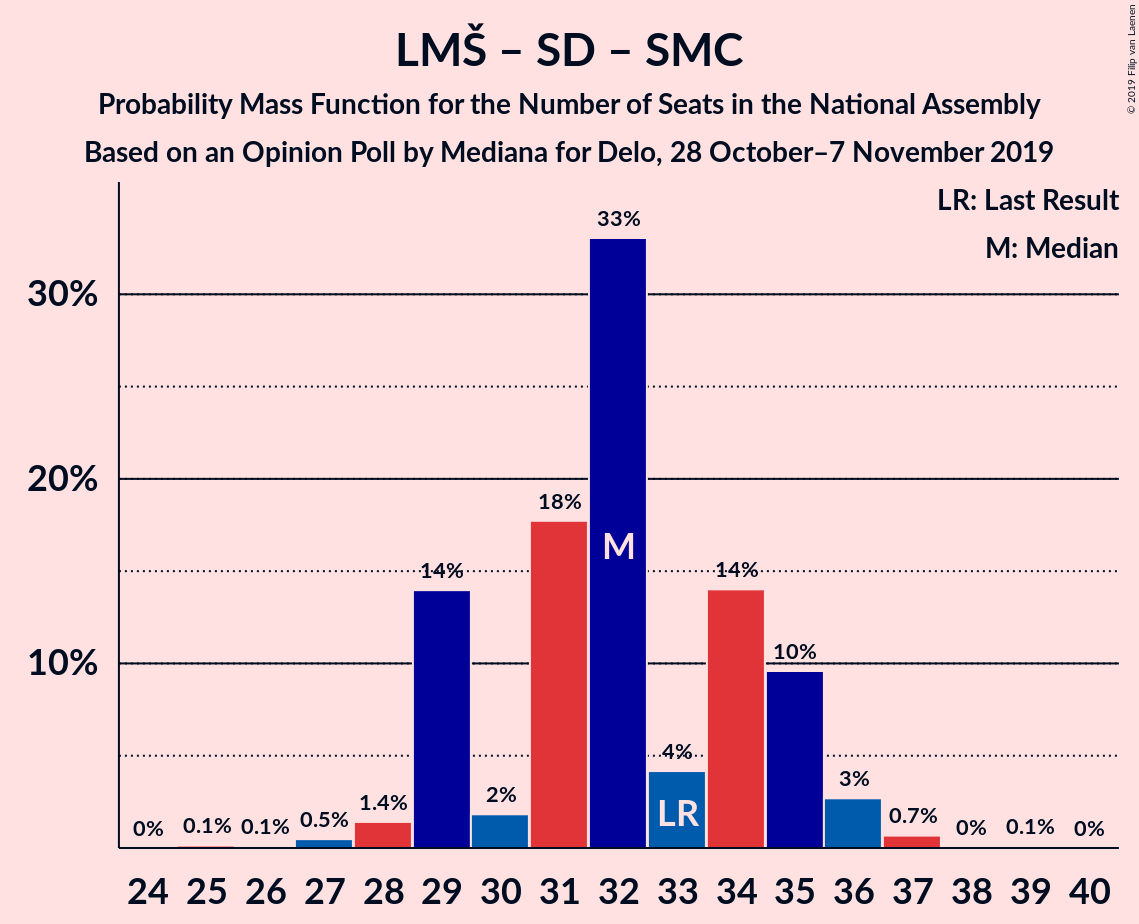 LMŠ – SD – SMC
Probability Mass Function for the Number of Seats in the National Assembly
Based on an Opinion Poll by Mediana for Delo, 28 October–7 November 2019
© 2019 Filip van Laenen
LR: Last Result
M: Median
30%
20%
10%
0% 0.1% 0.1% 0.5% 1.4% 14% 2% 18% 33% 4% 14% 10% 3% 0.7% 0% 0.1% 0%
M
LR
24 25 26 27 28 29 30 31 32 33 34 35 36 37 38 39 40